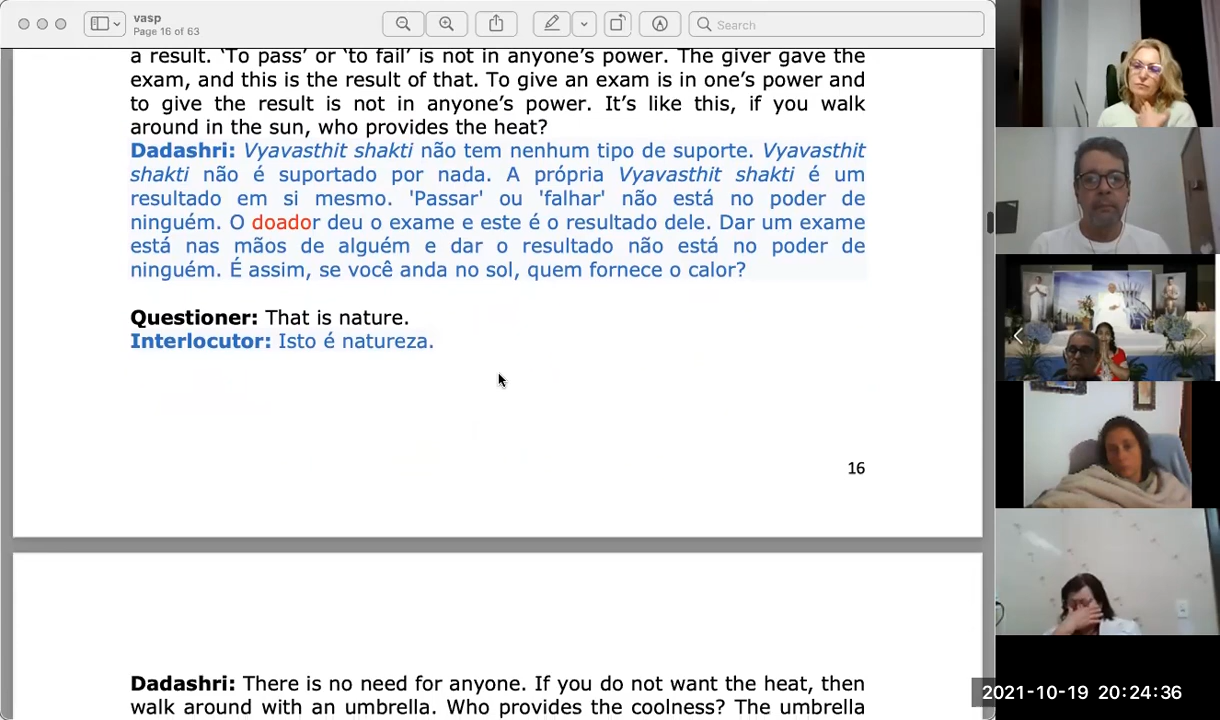 vasp
Page 16 of 63
Search
a result. ‘To pass’ or ‘to fail’ is not in anyone’s power. The giver gave the
exam, and this is the result of that. To give an exam is in one’s power and
to give the result is not in anyone’s power. It’s like this, if you walk
around in the sun, who provides the heat?
Dadashri: Vyavasthit shakti não tem nenhum tipo de suporte. Vyavasthit
shakti não é suportado por nada. A própria Vyavasthit shakti é um
resultado em si mesmo. 'Passar' ou 'falhar' não está no poder de
ninguém. O doador deu o exame e este é o resultado dele. Dar um exame
está nas mãos de alguém e dar o resultado não está no poder de
ninguém. É assim, se você anda no sol, quem fornece o calor?
Questioner: That is nature.
Interlocutor: Isto é natureza.
16
Dadashri: There is no need for anyone. If you do not want the heat, then
walk around with an umbrella. Who provides the coolness? The umbrella
2021-10-19 20:24:36